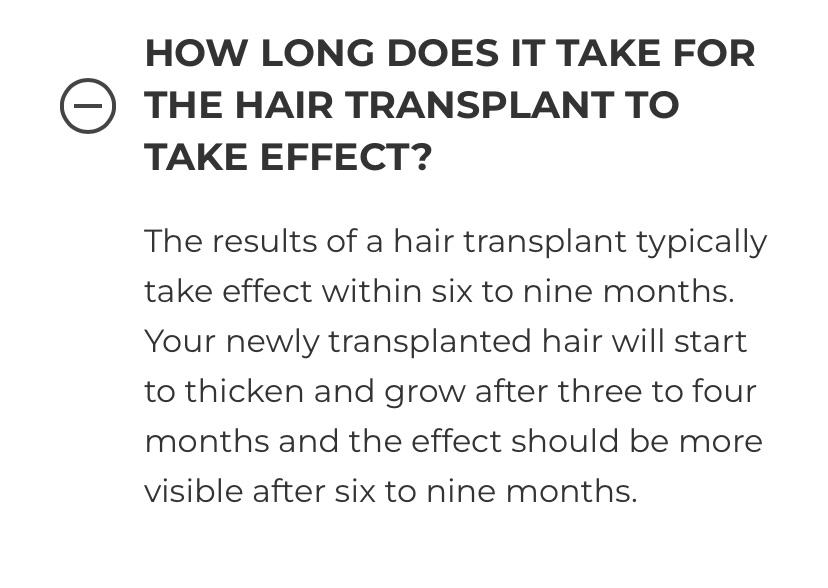 HOW LONG DOES IT TAKE FOR
THE HAIR TRANSPLANT TO
TAKE EFFECT?
The results of a hair transplant typically
take effect within six to nine months.
Your newly transplanted hair will start
to thicken and grow after three to four
months and the effect should be more
visible after six to nine months.